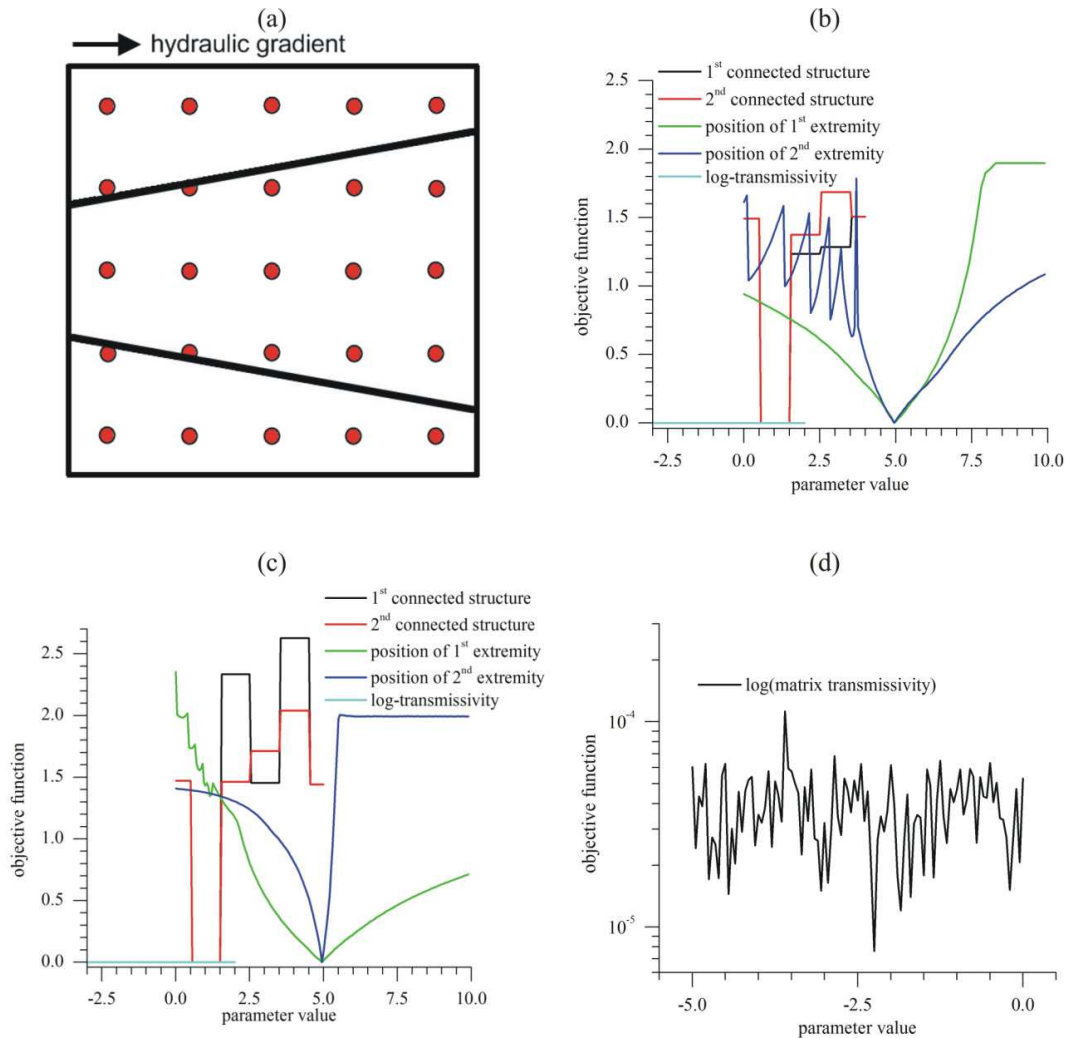 (a)
hydraulic gradient
(b)
1st connected structure
2nd connected structure
position of 1st extremity
position of 2nd extremity
log-transmissivity
2.5
2.0
1.5
1.0
0.5
0.0
objective function
-2.5 0.0 2.5 5.0 7.5 10.0
parameter value
(c)
1st connected structure
2nd connected structure
position of 1st extremity
position of 2nd extremity
log-transmissivity
2.5
2.0
1.5
1.0
0.5
0.0
objective function
-2.5 0.0 2.5 5.0 7.5 10.0
parameter value
(d)
log(matrix transmissivity)
10-4
10-5
objective function
-5.0 -2.5 0.0
parameter value